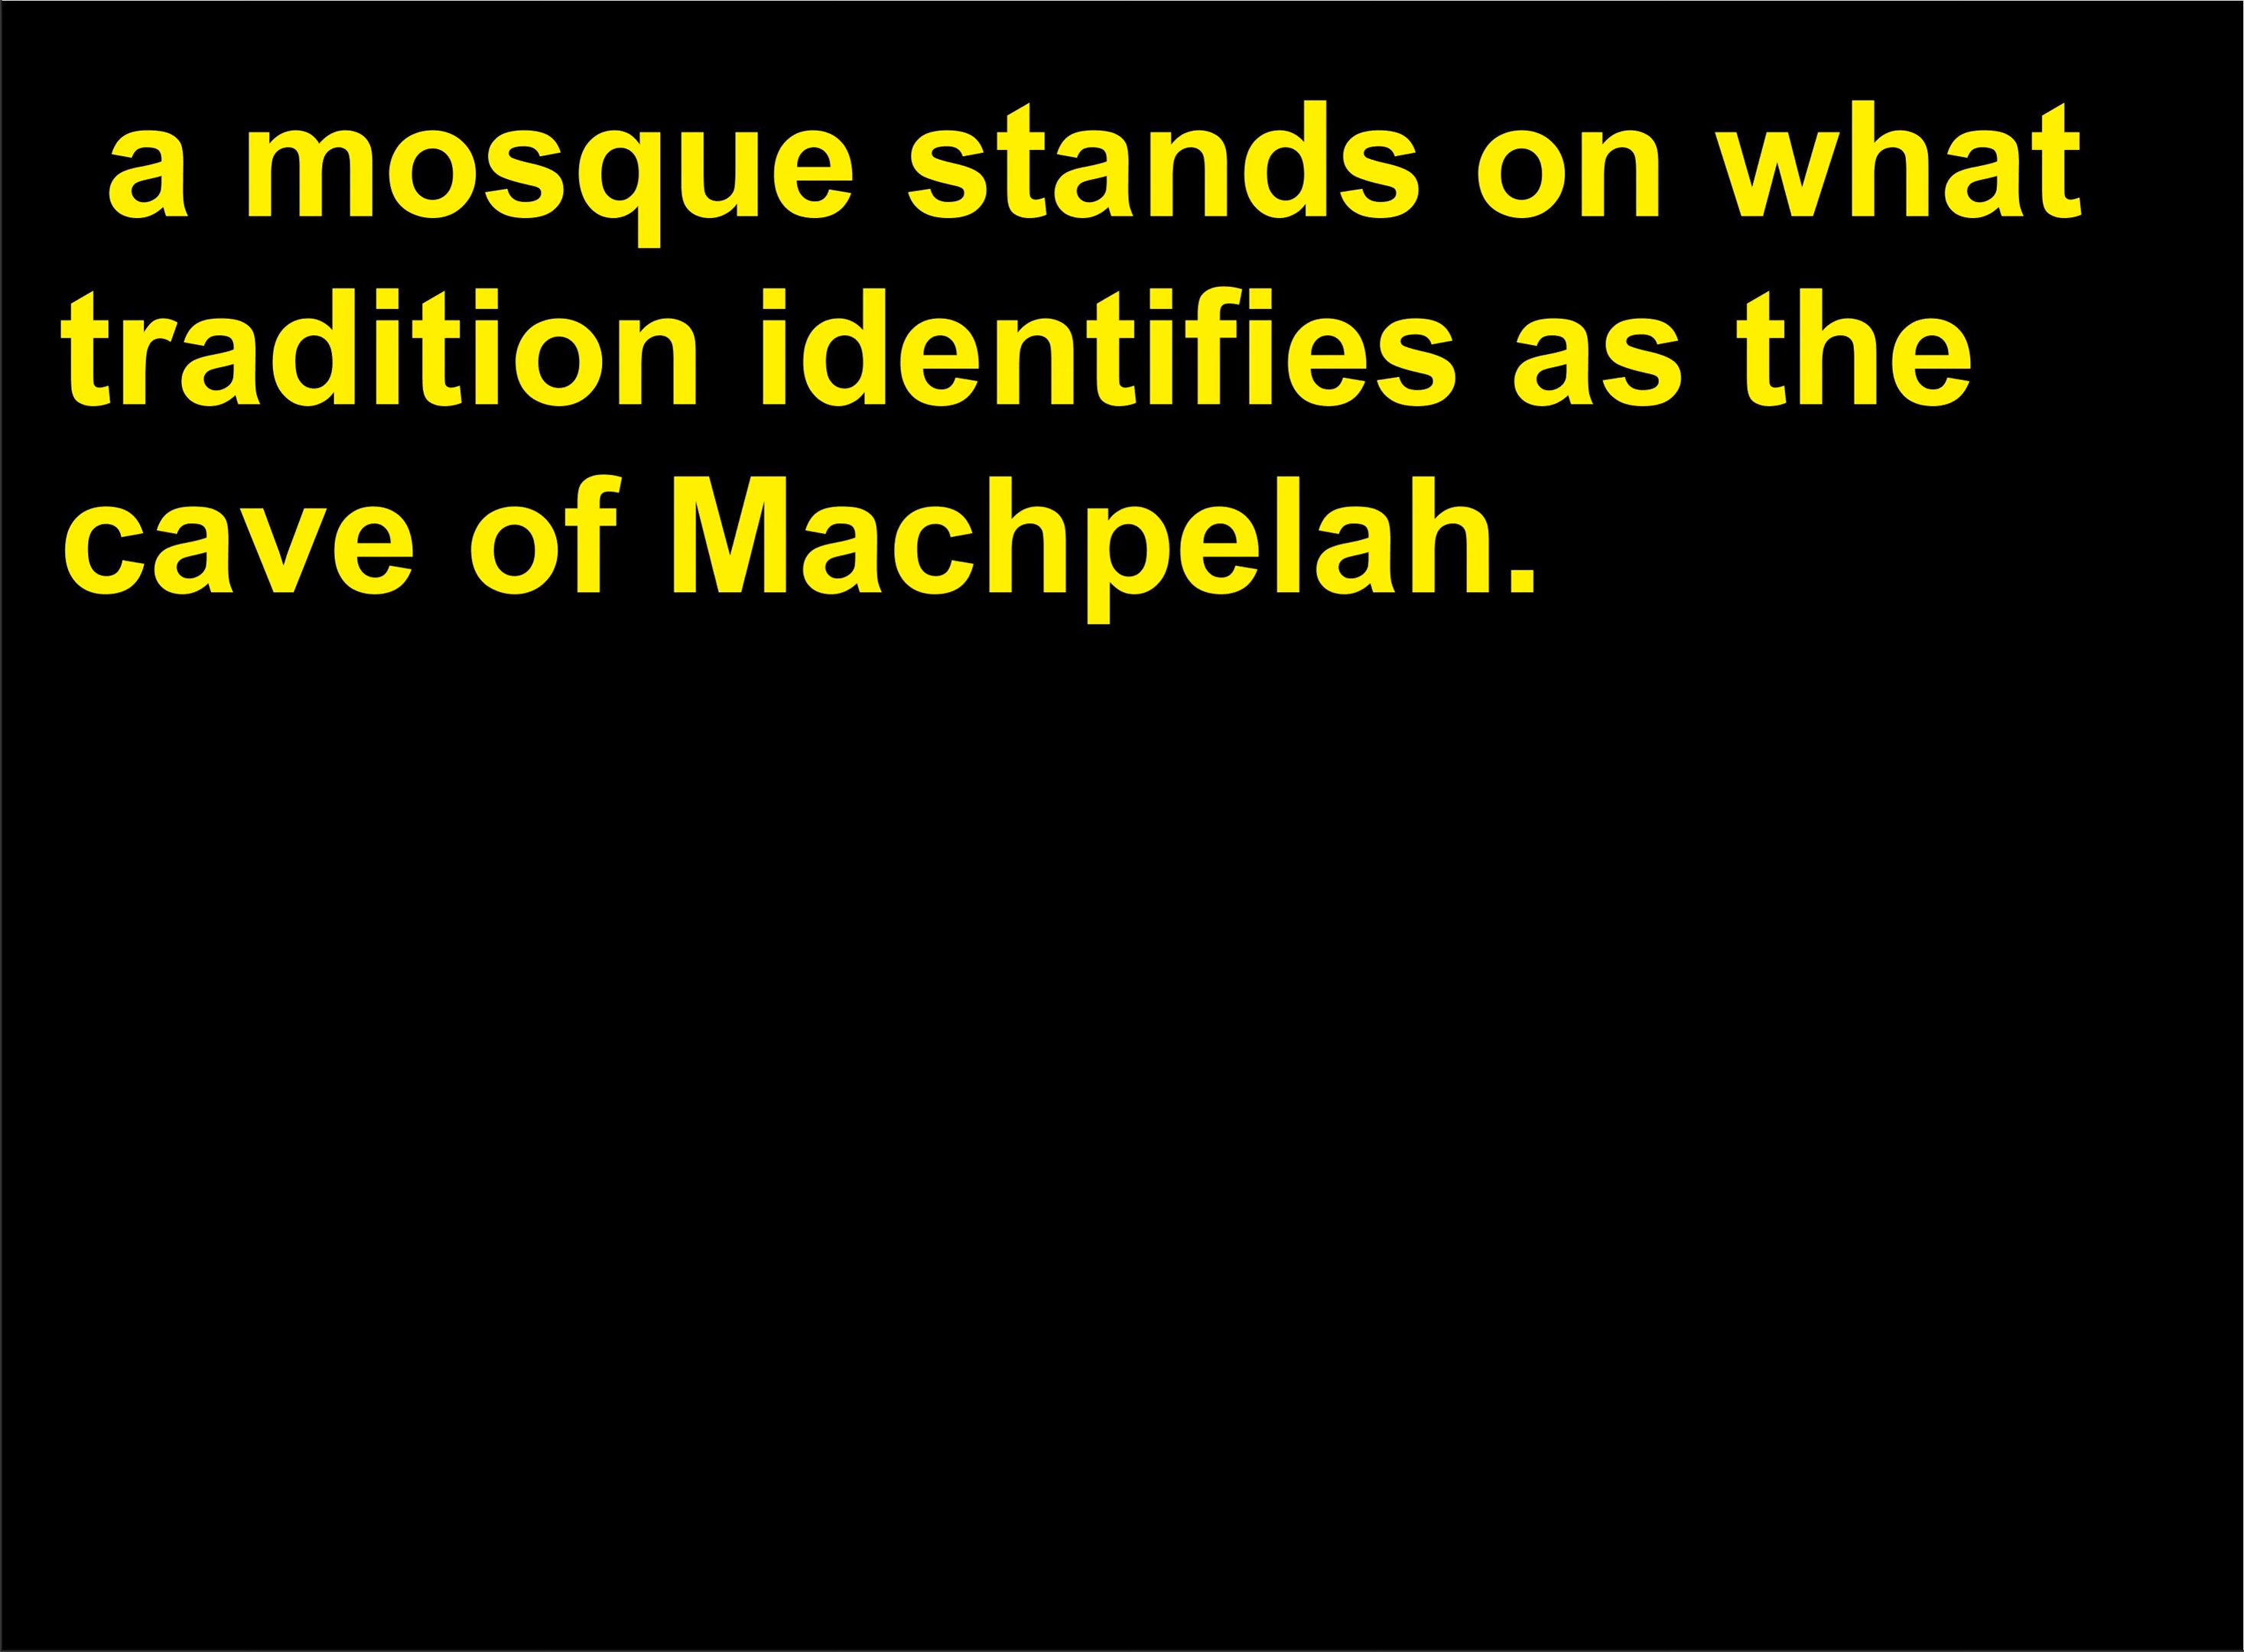 a mosque stands on what
tradition identifies as the
cave of Machpelah.